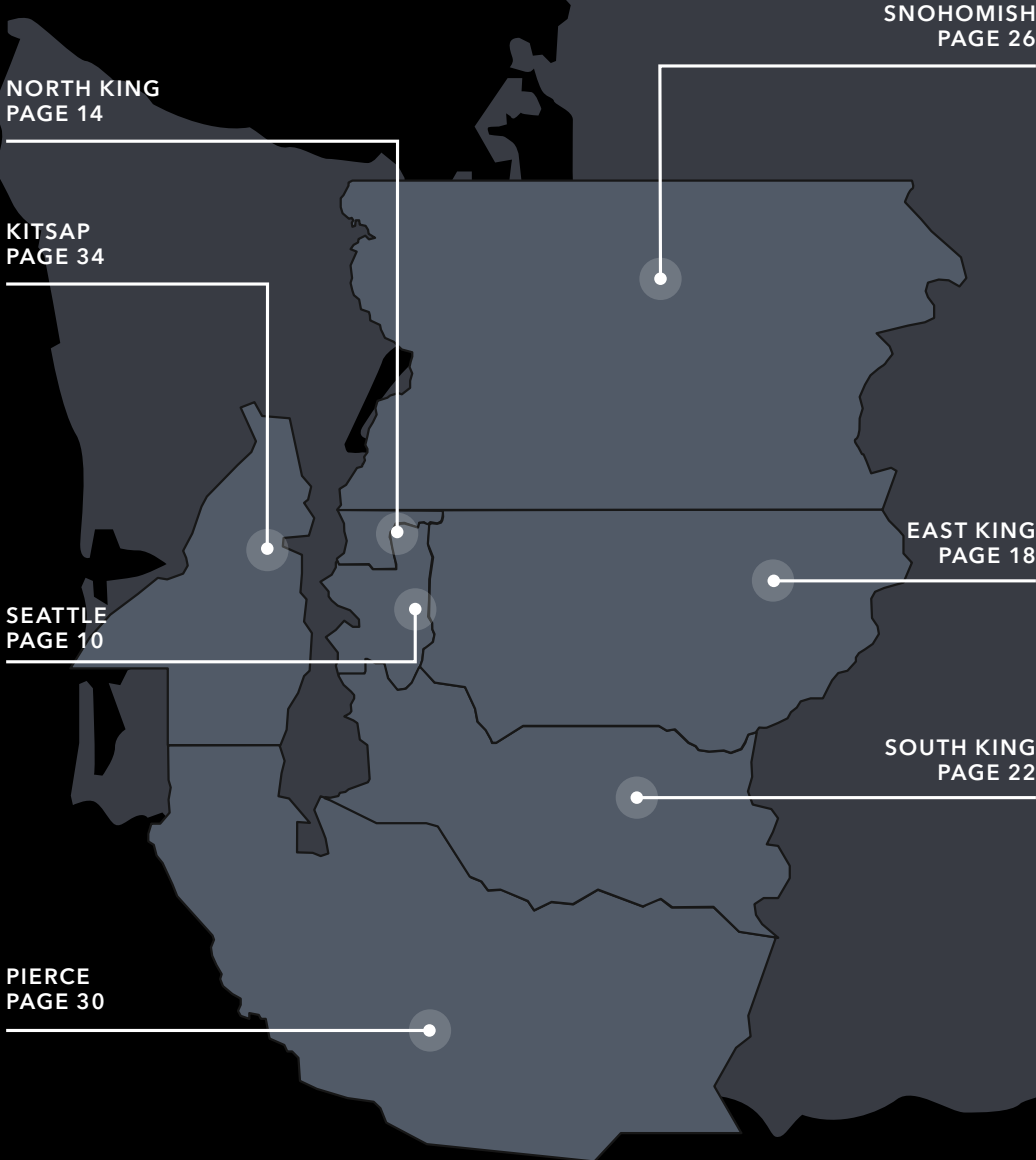 SNOHOMISH
PAGE 26
NORTH KING
PAGE 14
KITSAP
PAGE 34
EAST KING
PAGE 18
SEATTLE
PAGE 10
SOUTH KING
PAGE 22
PIERCE
PAGE 30